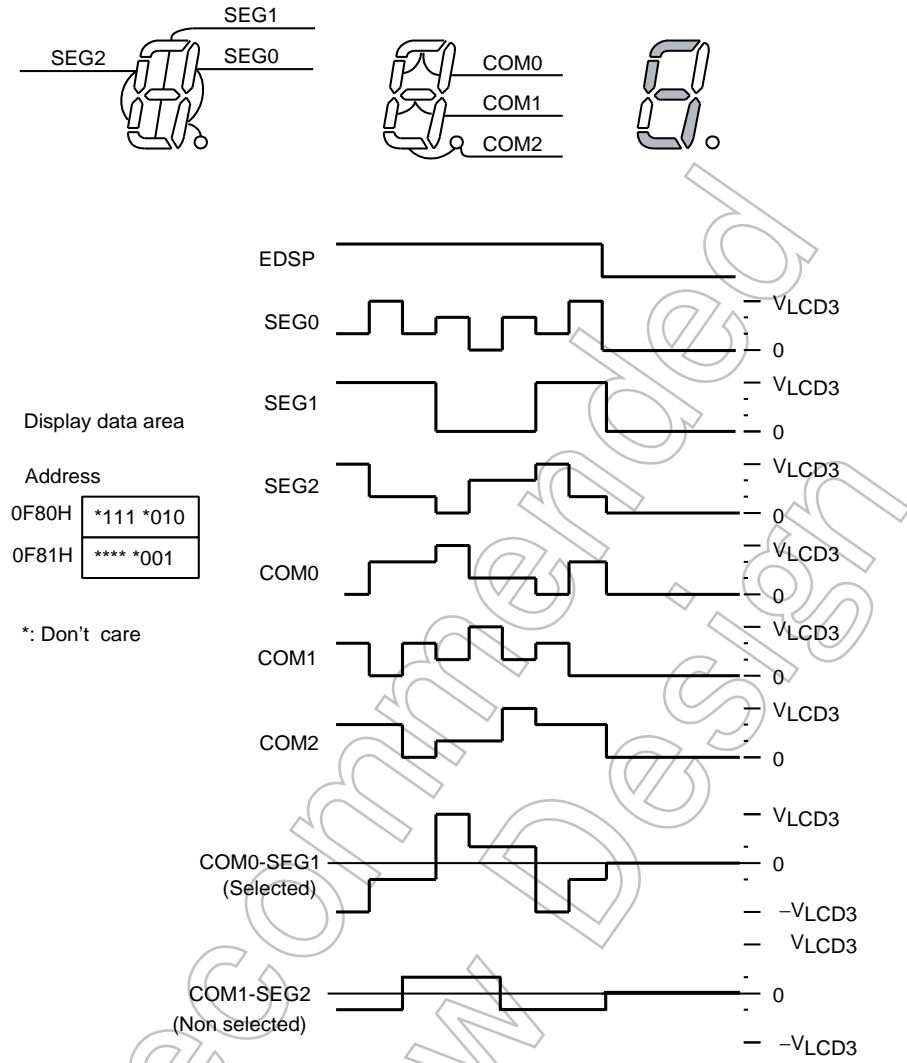 SEG1
SEG2
SEG0
COM0
COM1
COM2
EDSP
SEG0
VLCD3
0
SEG1
VLCD3
0
Display data area
Address
0F80H *111 *010
0F81H **** *001
*: Don't care
SEG2
VLCD3
0
COM0
VLCD3
0
COM1
VLCD3
0
COM2
VLCD3
0
COM0-SEG1
(Selected)
VLCD3
0
−VLCD3
COM1-SEG2
(Non selected)
VLCD3
0
−VLCD3
ecommended
w Design